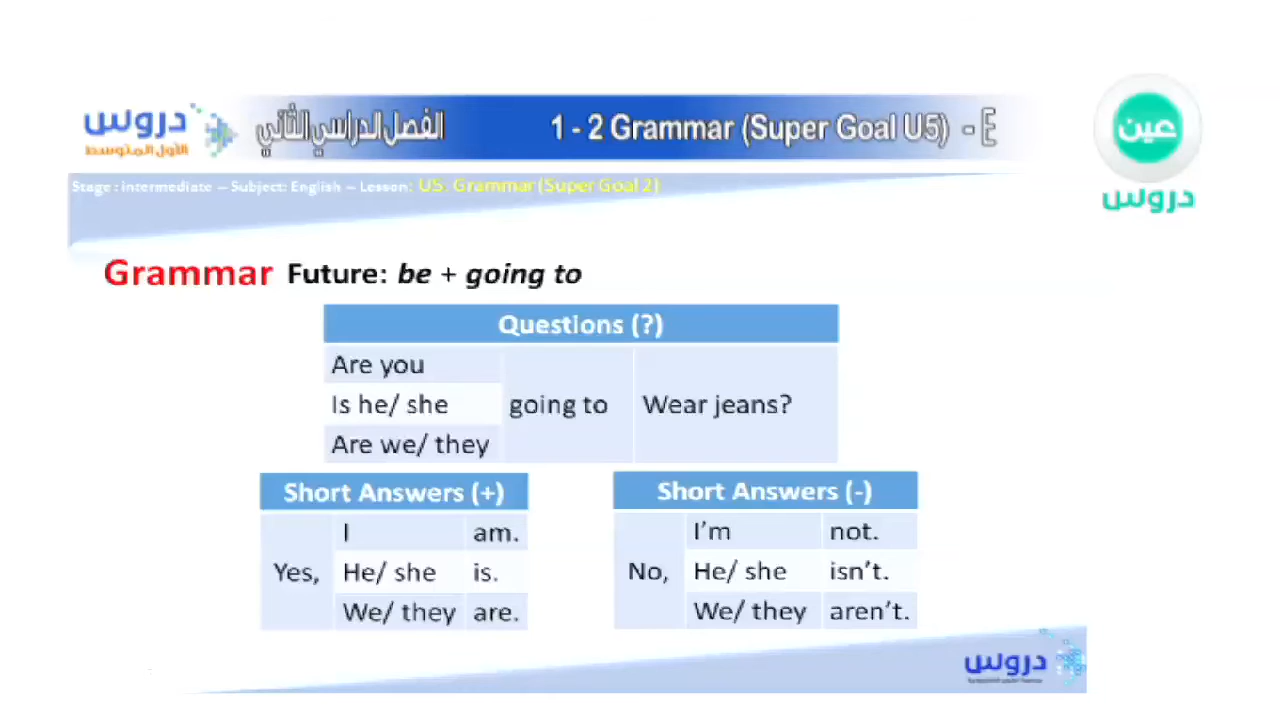 دروس
الأول المتوسط
الفصل الدراسي الثاني
1 - 2 Grammar (Super Goal U5) - E
عين
دروس
Stage : intermediate – Subject: English – Lesson: U5. Grammar (Super Goal 2)
Grammar Future: be + going to
Questions (?)
Are you
Is he/ she going to Wear jeans?
Are we/ they
Short Answers (+)
I am.
Yes, He/ she is.
We/ they are.
Short Answers (-)
I'm not.
No, He/ she isn't.
We/ they aren't.
دروس